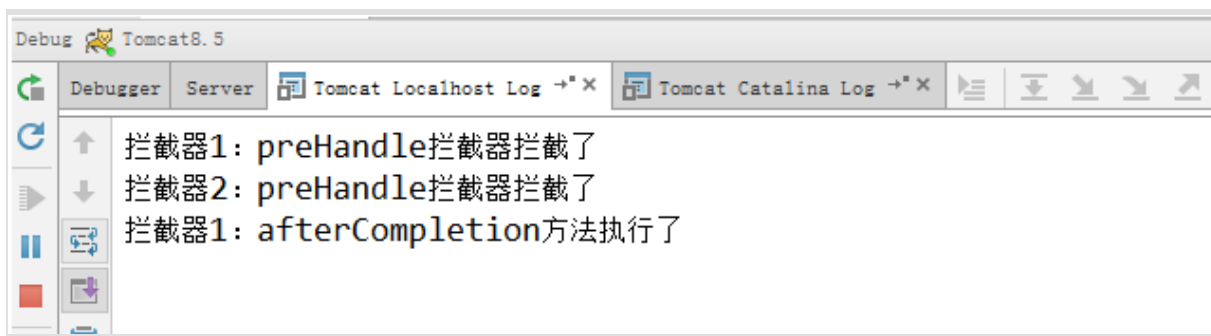 Debug Tomcat8.5
Debugger Server Tomcat Localhost Log Tomcat Catalina Log
拦截器1：preHandle拦截器拦截了
拦截器2：preHandle拦截器拦截了
拦截器1：afterCompletion方法执行了